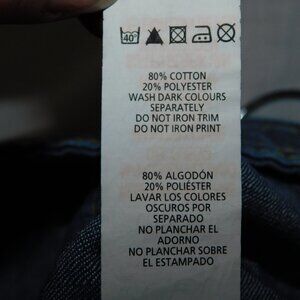 40°
80% COTTON
20% POLYESTER
WASH DARK COLOURS
SEPARATELY
DO NOT IRON TRIM
DO NOT IRON PRINT
80% ALGODÓN
20% POLIÉSTER
LAVAR LOS COLORES
OSCUROS POR
SEPARADO
NO PLANCHAR EL
ADORNO
NO PLANCHAR SOBRE
EL ESTAMPADO